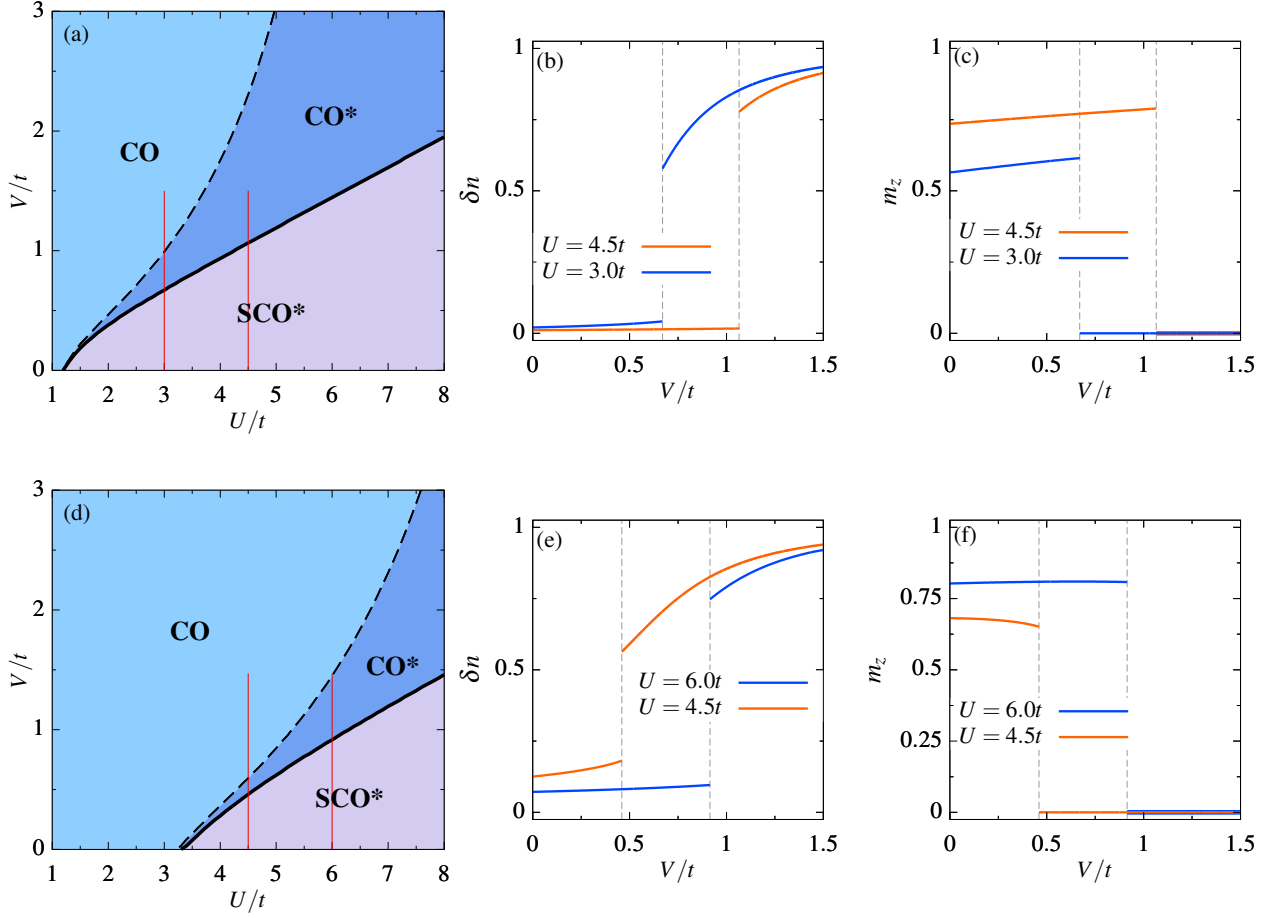 (a)
3
2
1
0
V/t
CO
CO*
SCO*
1 2 3 4 5 6 7 8
U/t
(b)
1
0.5
0
δn
U = 4.5t
U = 3.0t
0 0.5 1 1.5
V/t
(c)
1
0.5
0
m_z
U = 4.5t
U = 3.0t
0 0.5 1 1.5
V/t
(d)
3
2
1
0
V/t
CO
CO*
SCO*
1 2 3 4 5 6 7 8
U/t
(e)
1
0.5
0
δn
U = 6.0t
U = 4.5t
0 0.5 1 1.5
V/t
(f)
1
0.75
0.5
0.25
0
m_z
U = 6.0t
U = 4.5t
0 0.5 1 1.5
V/t